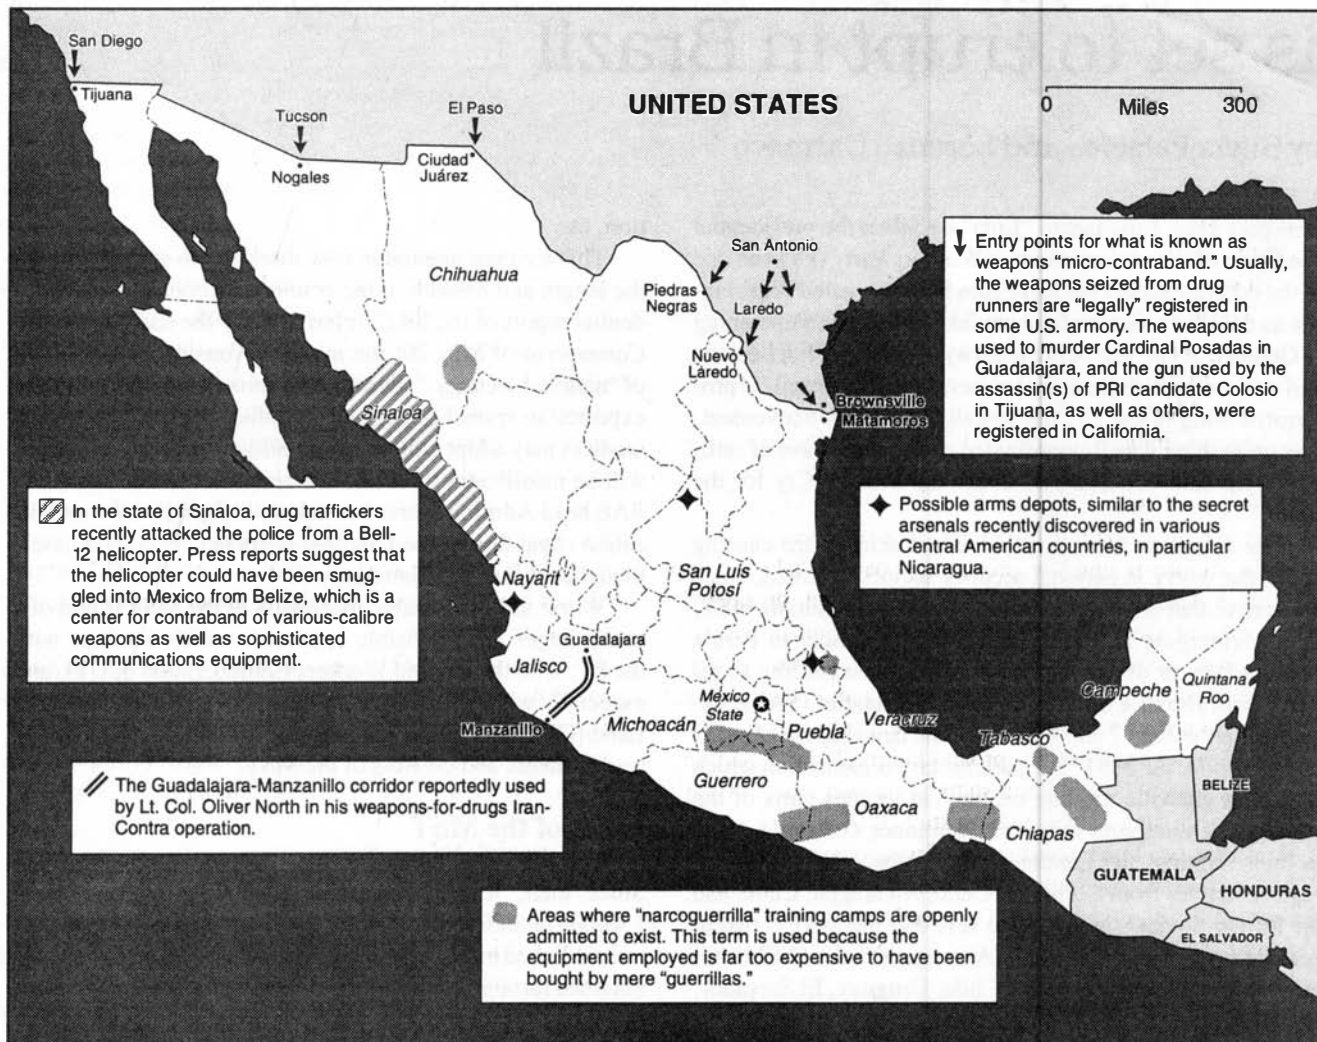 is set to erupt in Brazil
San Diego
Tijuana
Tucson
Nogales
El Paso
Ciudad
Juárez
UNITED STATES
0 300
Miles
Chihuahua
San Antonio
Piedras
Negras
Laredo
Nuevo
Laredo
Brownsville
Matamoros
Entry points for what is known as
weapons "micro-contraband." Usually,
the weapons seized from drug
runners are "legally" registered in
some U.S. armory. The weapons
used to murder Cardinal Posadas in
Guadalajara, and the gun used by the
assassin(s) of PRI candidate Colosio
in Tijuana, as well as others, were
registered in California.
Sinaloa
In the state of Sinaloa, drug traffickers
recently attacked the police from a Bell-
12 helicopter. Press reports suggest that
the helicopter could have been smug-
gled into Mexico from Belize, which is a
center for contraband of various-calibre
weapons as well as sophisticated
communications equipment.
Possible arms depots, similar to the secret
arsenals recently discovered in various
Central American countries, in particular
Nicaragua.
Nayarit
San Luis
Potosí
Guadalajara
Jalisco
Manzanillo
Michoacán
Mexico
State
Puebla
Veracruz
Tabasco
Campeche
Quintana
Roo
Guerrero
Oaxaca
Chiapas
BELIZE
GUATEMALA
HONDURAS
EL SALVADOR
The Guadalajara-Manzanillo corridor reportedly used
by Lt. Col. Oliver North in his weapons-for-drugs Iran-
Contra operation.
Areas where "narcoguerrilla" training camps are openly
admitted to exist. This term is used because the
equipment employed is far too expensive to have been
bought by mere "guerrillas."